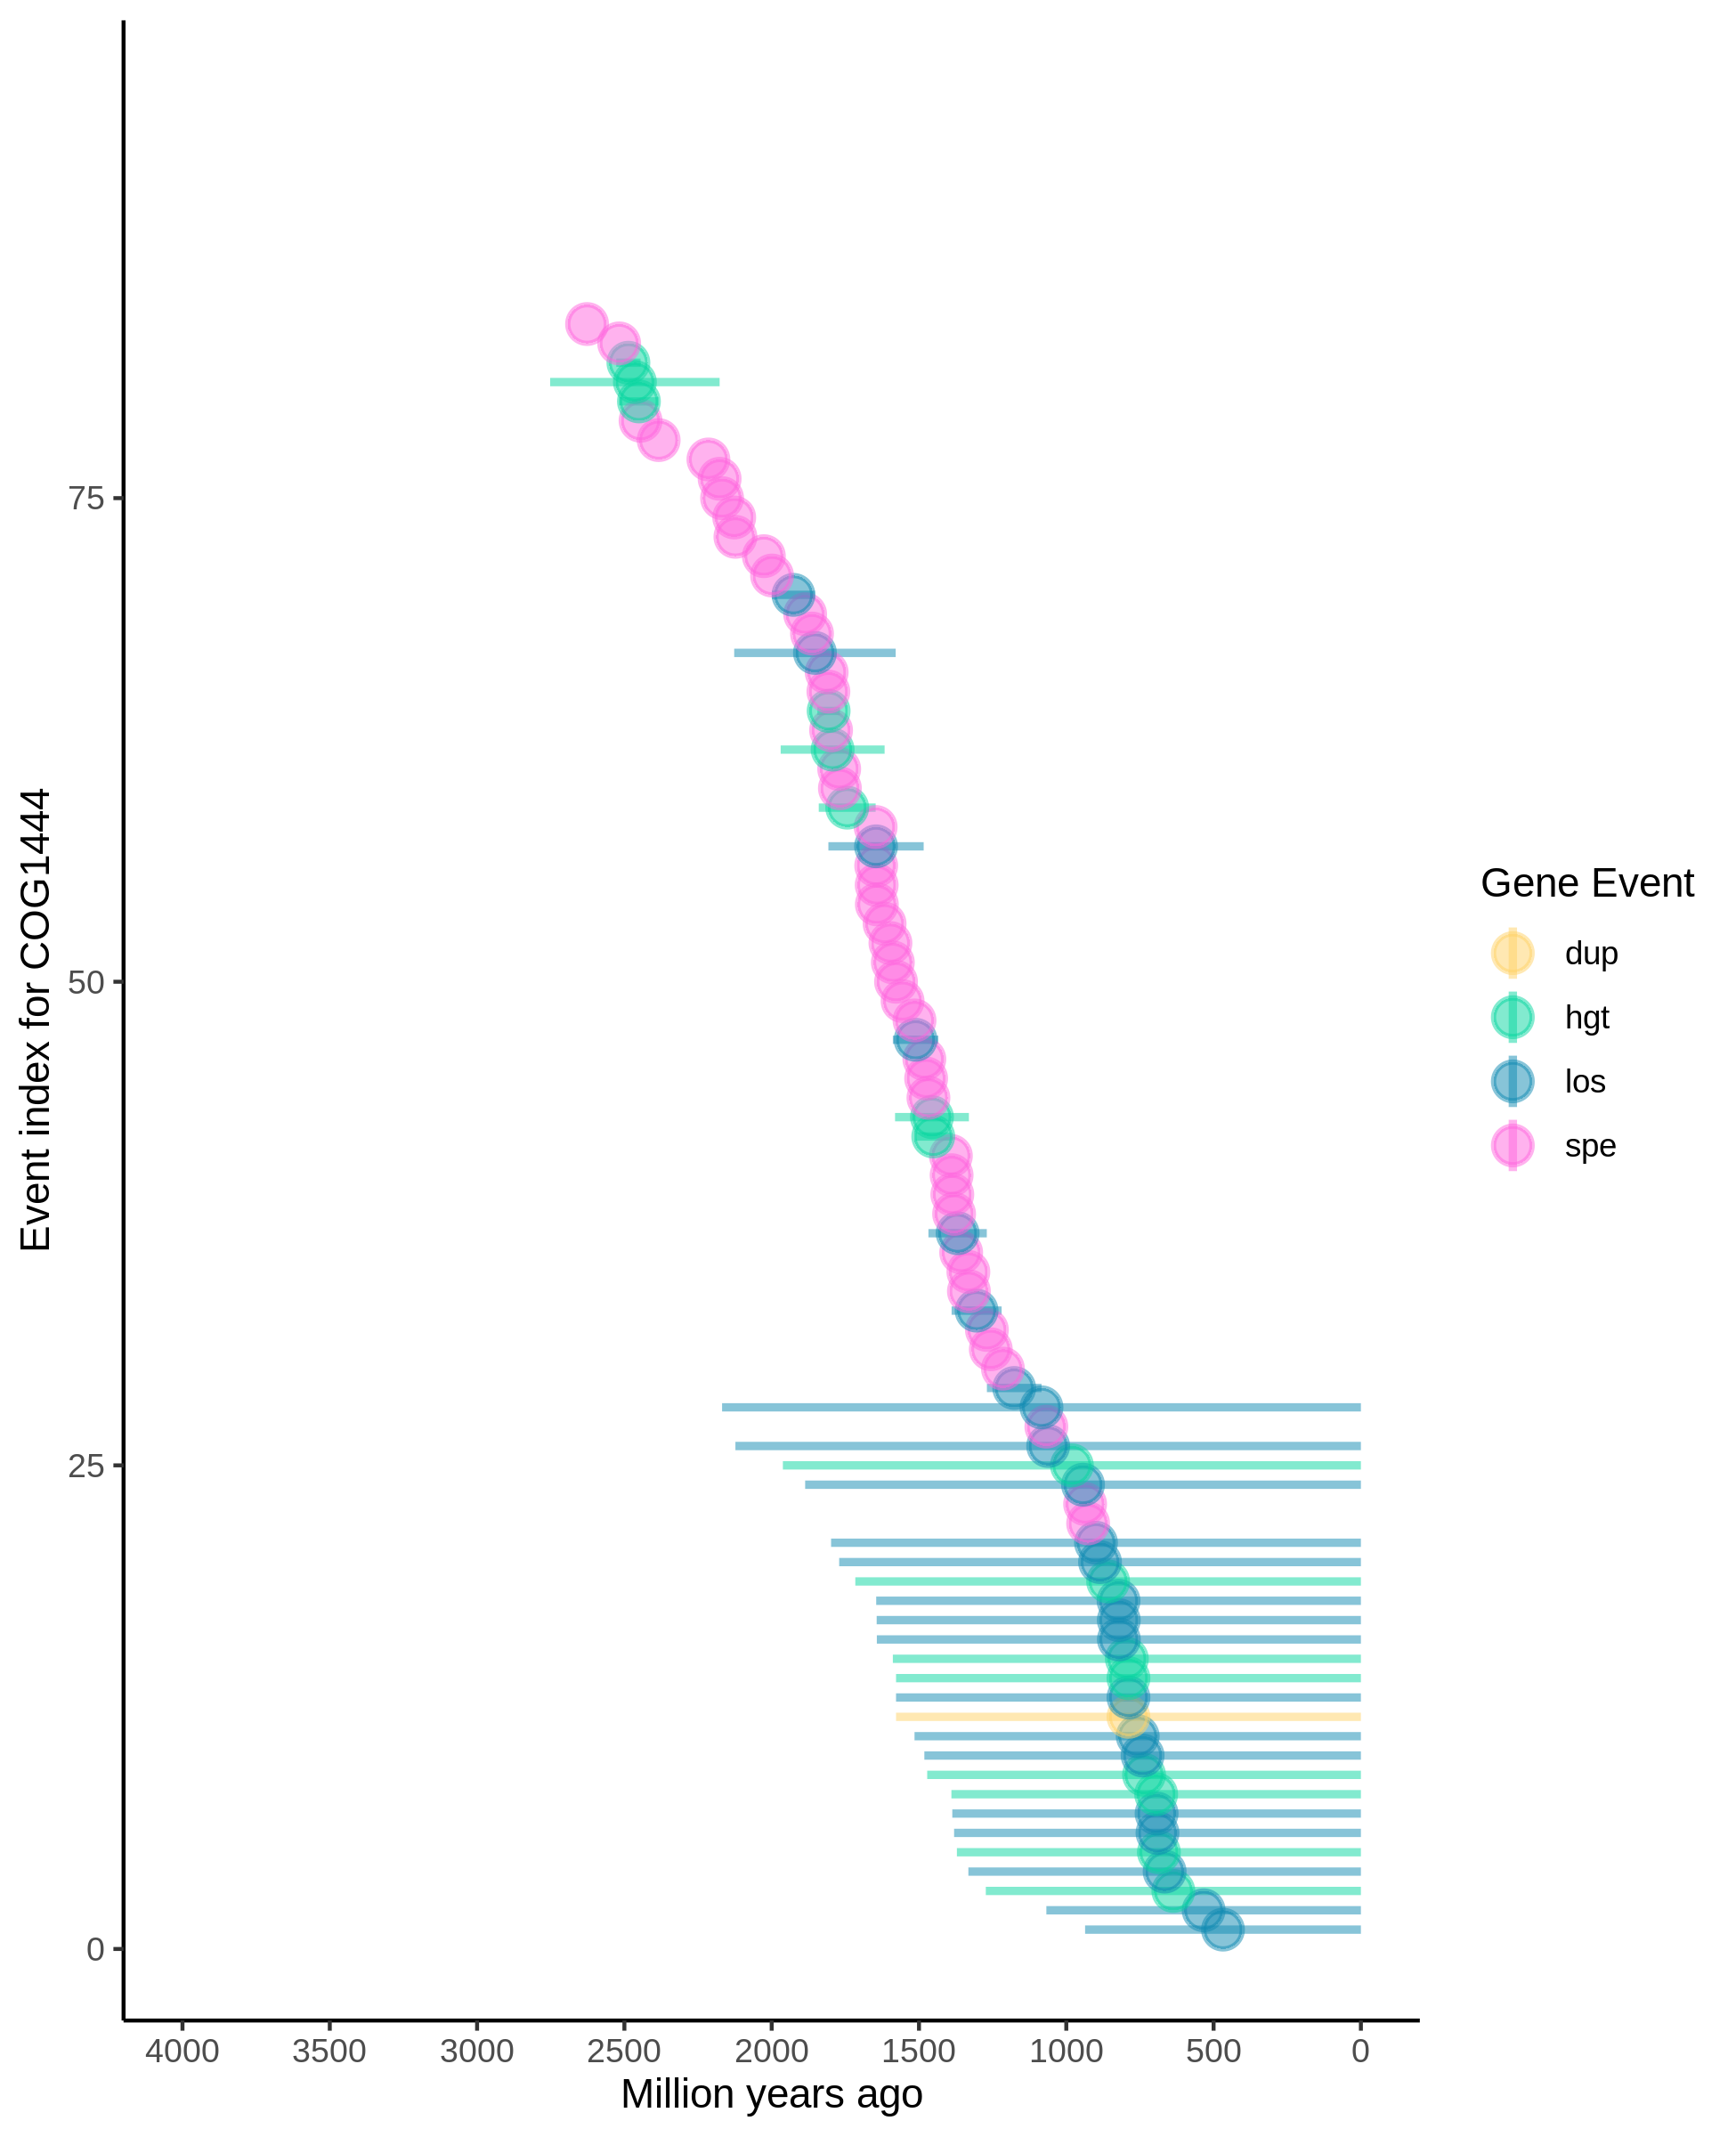 Event index for COG1444
75
50
25
0
4000 3500 3000 2500 2000 1500 1000 500 0
Million years ago
Gene Event
dup
hgt
los
spe